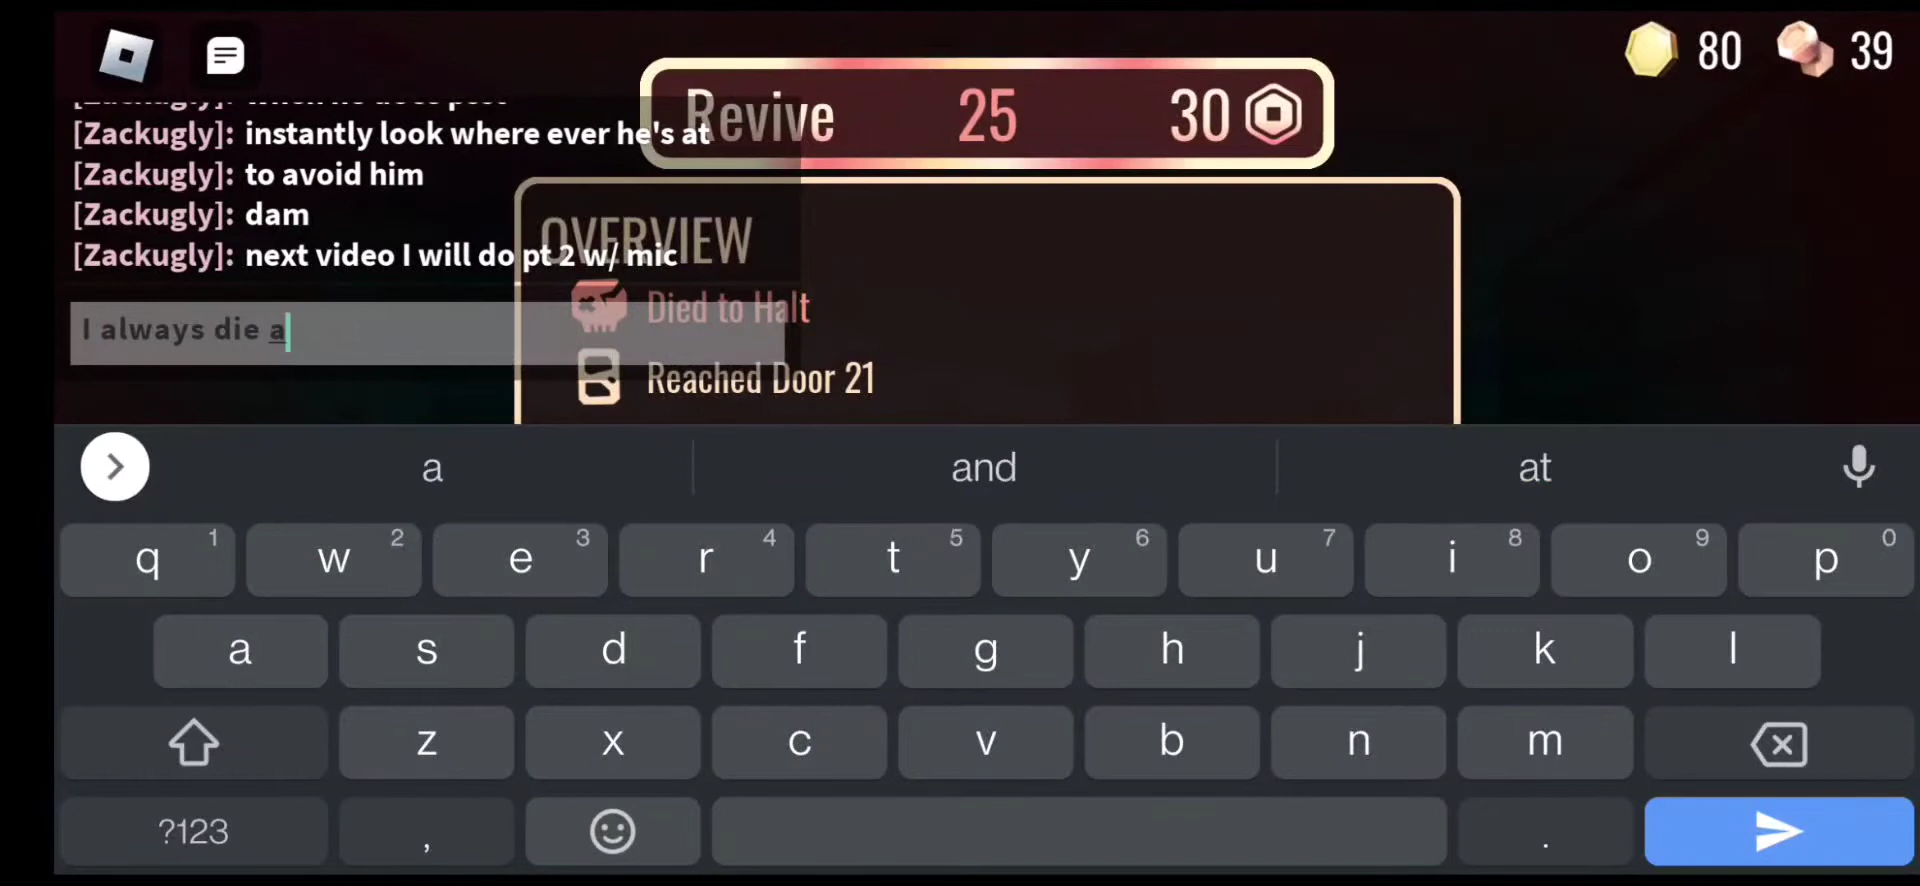 80
39
Revive 25 30
[Zackugly]: instantly look where ever he's at
[Zackugly]: to avoid him
[Zackugly]: dam
[Zackugly]: next video I will do pt 2 w/ mic
OVERVIEW
I always die a
Died to Halt
Reached Door 21
a and at
1 2 3 4 5 6 7 8 9 0
q w e r t y u i o p
a s d f g h j k l
z x c v b n m
?123 , .